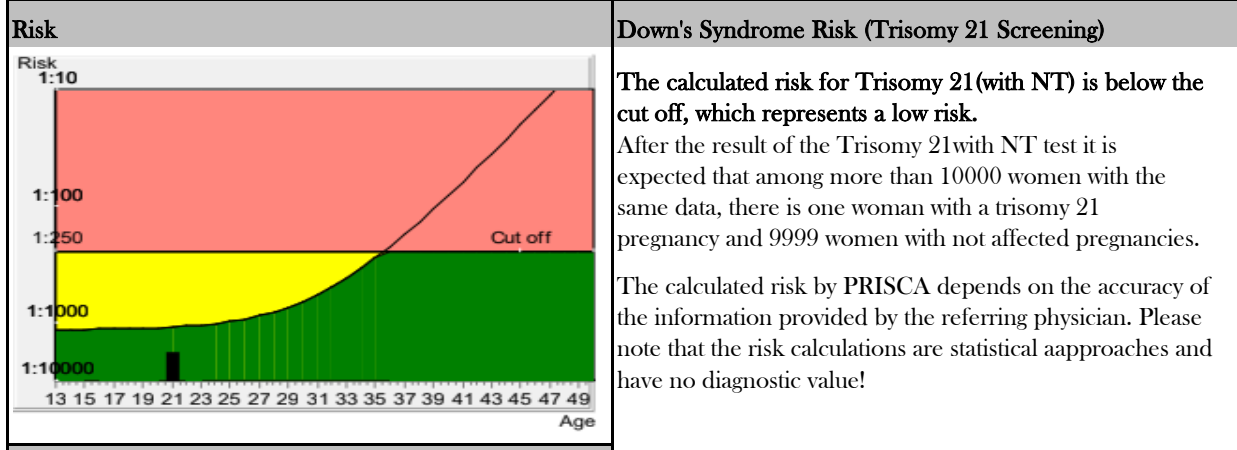 Risk
Down's Syndrome Risk (Trisomy 21 Screening)
Risk
1:10
1:100
1:250
Cut off
1:1000
1:10000
13 15 17 19 21 23 25 27 29 31 33 35 37 39 41 43 45 47 49
Age
The calculated risk for Trisomy 21(with NT) is below the
cut off, which represents a low risk.
After the result of the Trisomy 21with NT test it is
expected that among more than 10000 women with the
same data, there is one woman with a trisomy 21
pregnancy and 9999 women with not affected pregnancies.
The calculated risk by PRISCA depends on the accuracy of
the information provided by the referring physician. Please
note that the risk calculations are statistical aapproaches and
have no diagnostic value!